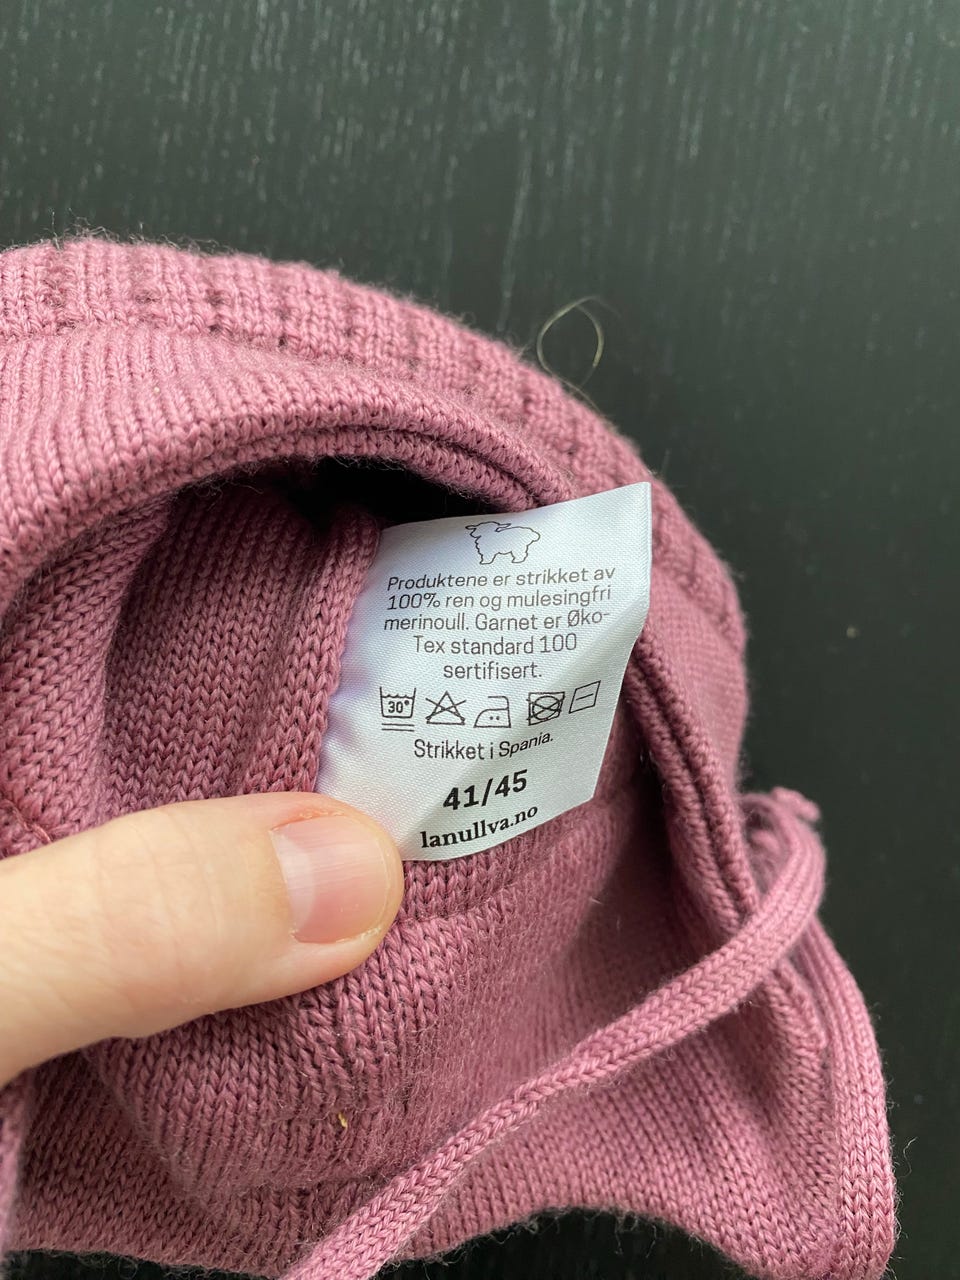 Produktene er strikket av
100% ren og mulesingfri
merinoull. Garnet er Øko-
Tex standard 100
sertifisert.
30°
Strikket i Spania.
41/45
lanullva.no